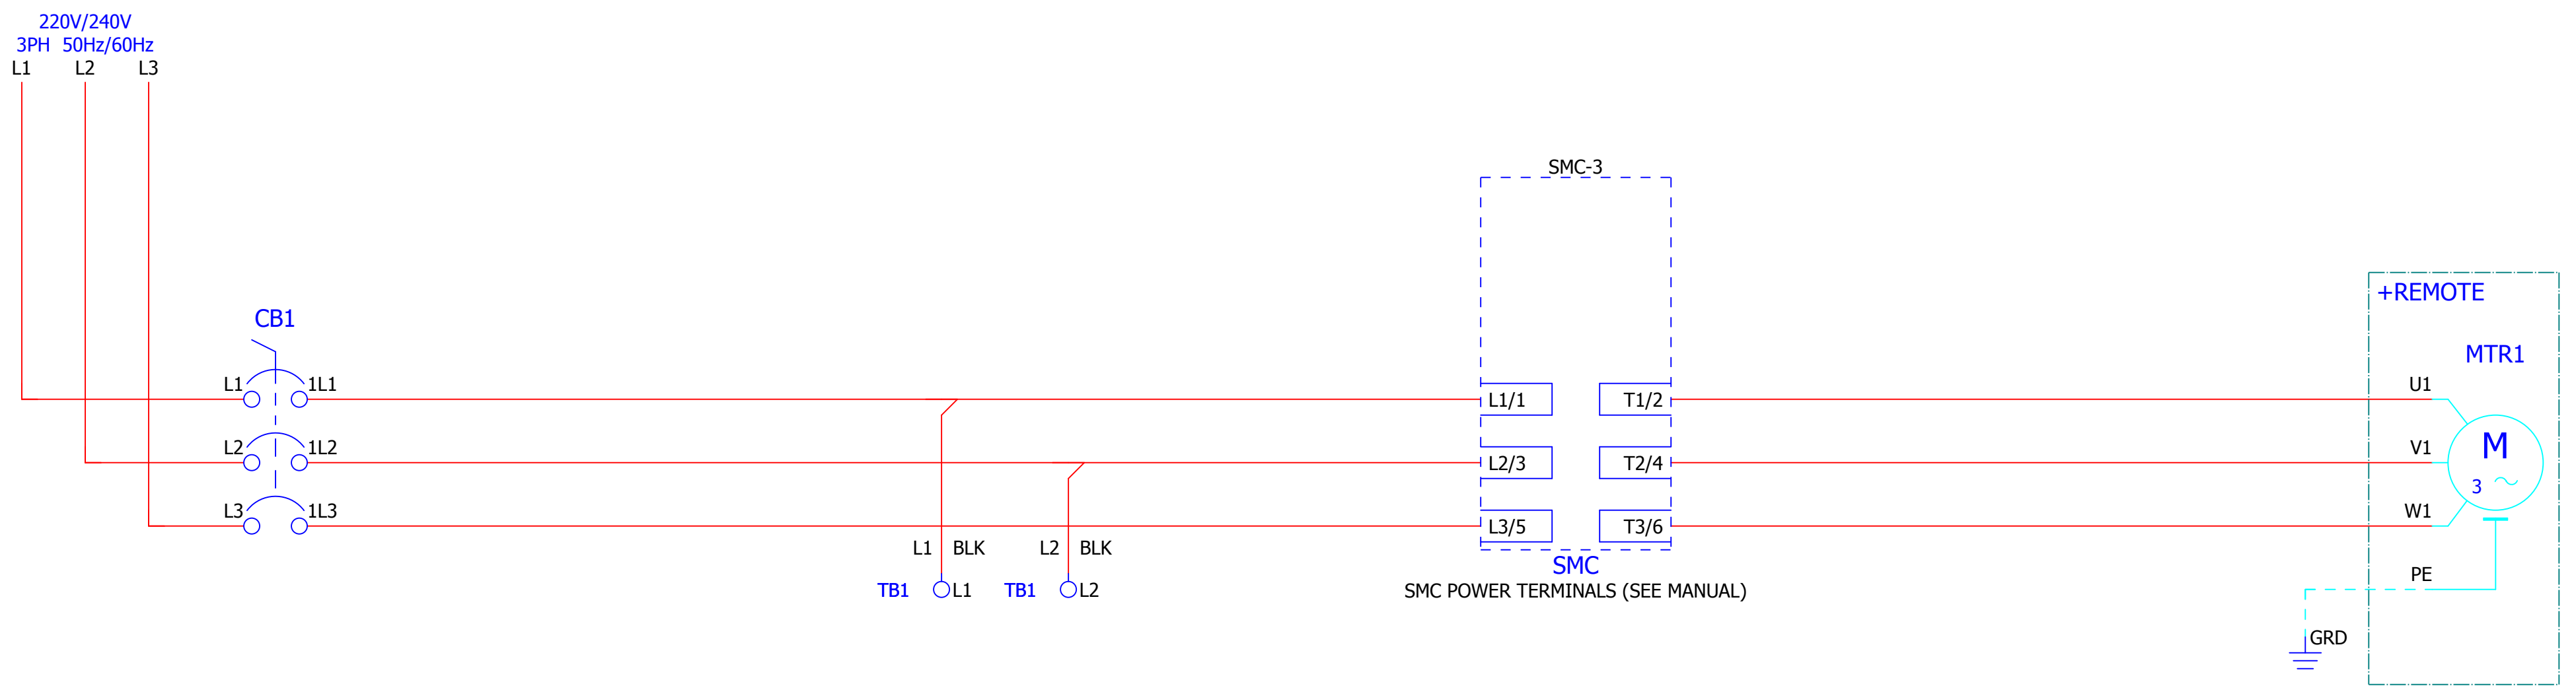 220V/240V
3PH 50Hz/60Hz
L1 L2 L3
SMC-3
+REMOTE
CB1
MTR1
L1 1L1
L1/1 T1/2
U1
M
3
L2 1L2
L2/3 T2/4
V1
L3 1L3
L3/5 T3/6
W1
L1 BLK L2 BLK
SMC
PE
TB1 L1 TB1 L2
SMC POWER TERMINALS (SEE MANUAL)
GRD